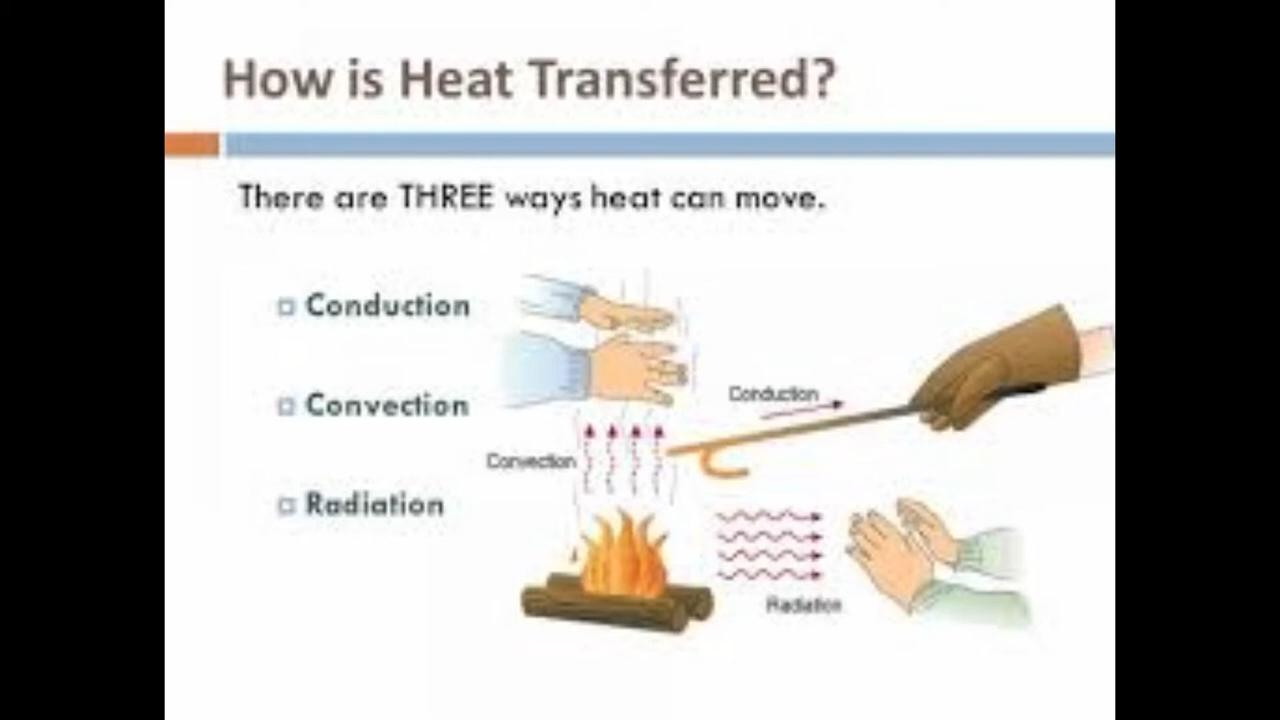 How is Heat Transferred?
There are THREE ways heat can move.
Conduction
Convection
Radiation
Conduction
Convection
Radiation